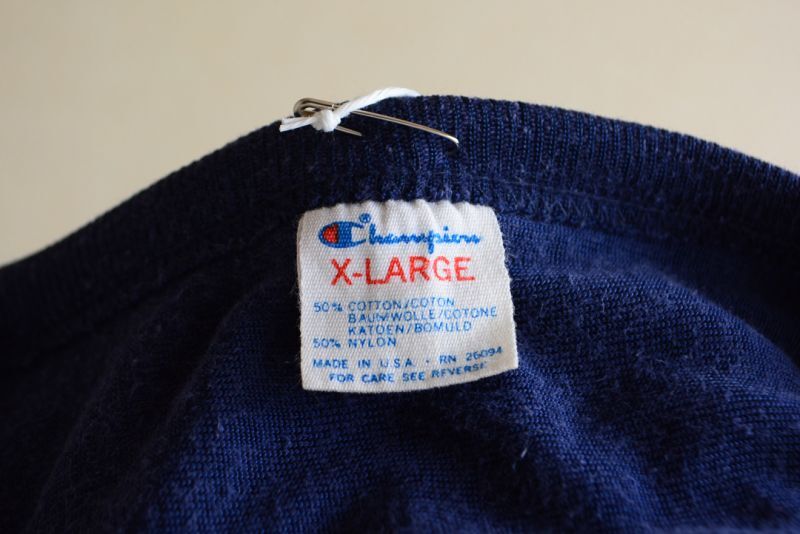 Champion®
X-LARGE
50% COTTON/COTON
BAUMWOLLE/COTONE
KATOEN/BOMULD
50% NYLON
MADE IN U.S.A. - RN 26094
FOR CARE SEE REVERSE